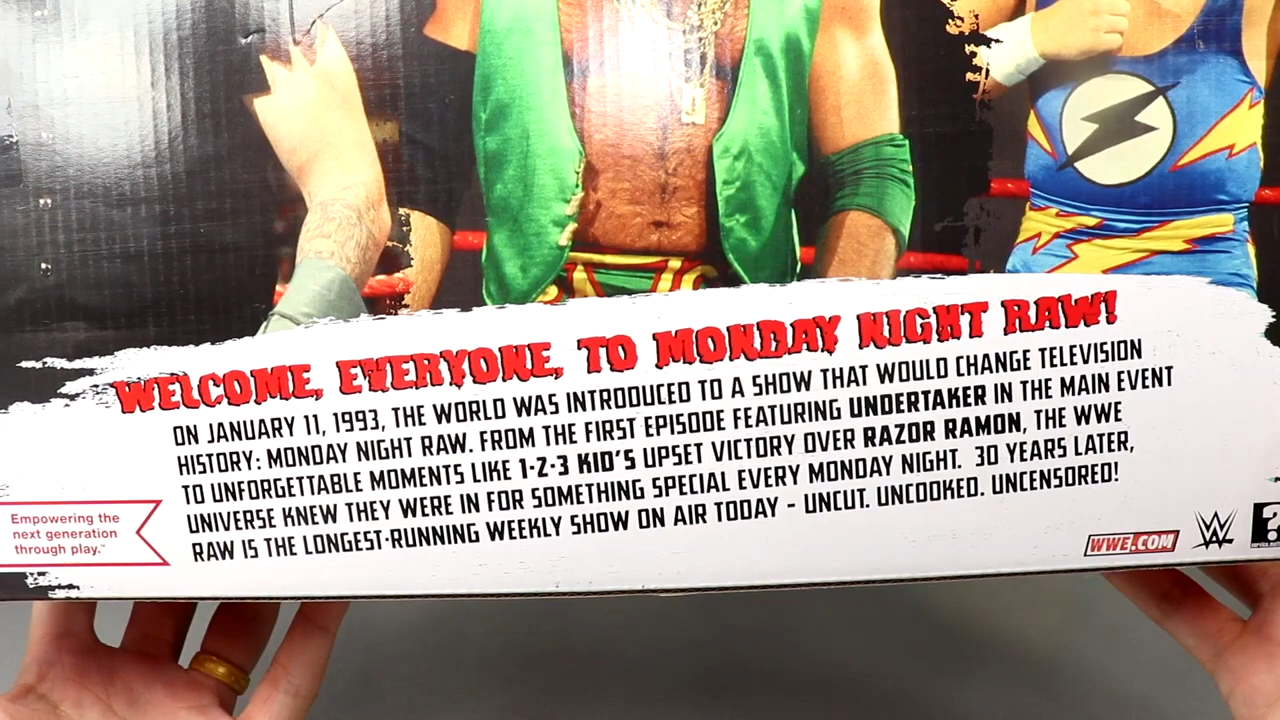 WELCOME, EVERYONE, TO MONDAY NIGHT RAW!
ON JANUARY 11, 1993, THE WORLD WAS INTRODUCED TO A SHOW THAT WOULD CHANGE TELEVISION
HISTORY: MONDAY NIGHT RAW. FROM THE FIRST EPISODE FEATURING UNDERTAKER IN THE MAIN EVENT
TO UNFORGETTABLE MOMENTS LIKE 1-2-3 KID'S UPSET VICTORY OVER RAZOR RAMON, THE WWE
UNIVERSE KNEW THEY WERE IN FOR SOMETHING SPECIAL EVERY MONDAY NIGHT. 30 YEARS LATER,
RAW IS THE LONGEST-RUNNING WEEKLY SHOW ON AIR TODAY - UNCUT. UNCOOKED. UNCENSORED!
Empowering the
next generation
through play.™
WWE.COM
W
?